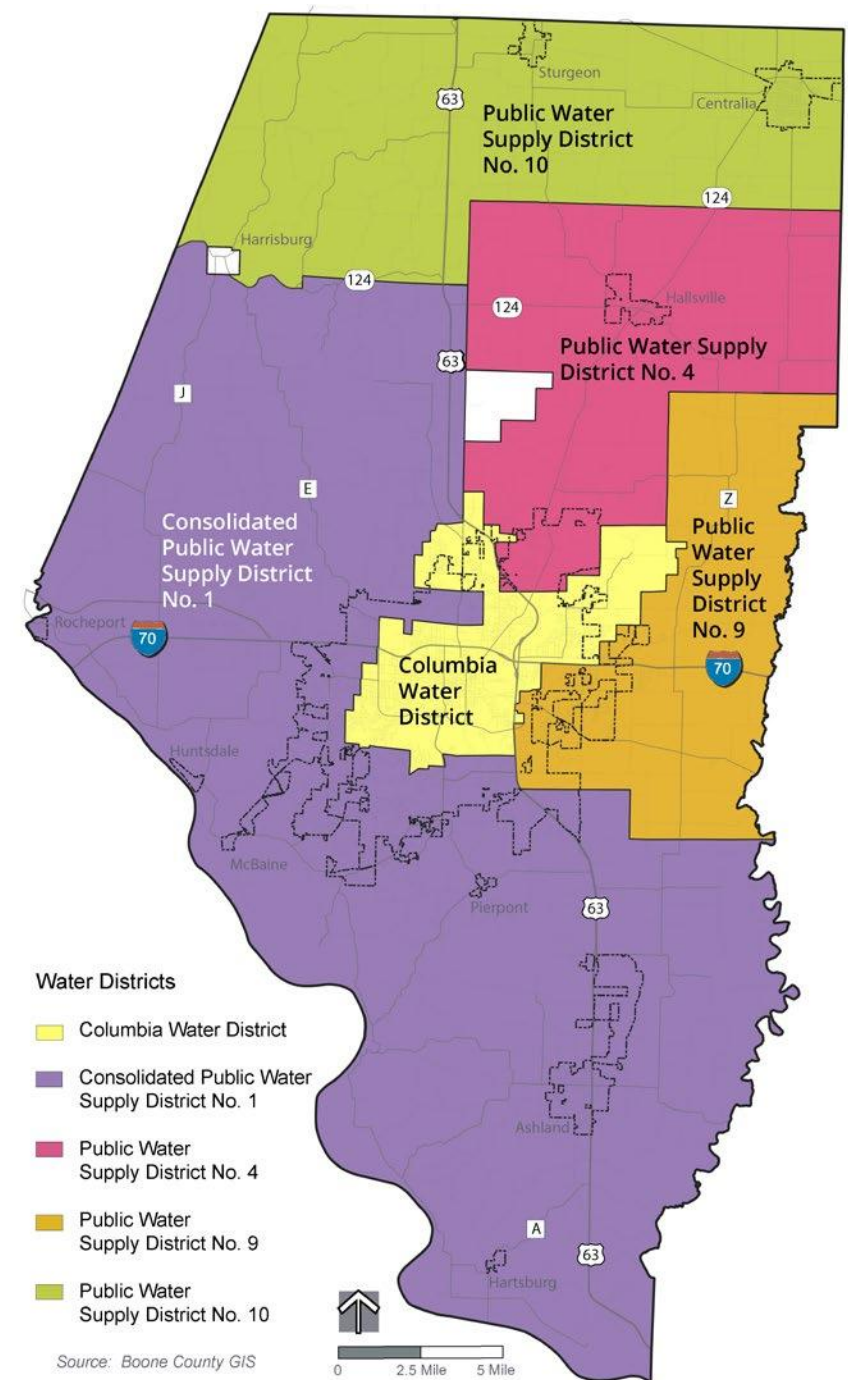 Sturgeon
63
Centralia
Public Water
Supply District
No. 10
124
Harrisburg
124
124
Hallsville
63
Public Water Supply
District No. 4
J
E
Z
Consolidated
Public Water
Supply District
No. 1
Public
Water
Supply
District
No. 9
Rocheport
70
70
Columbia
Water
District
Huntsdale
McBaine
Pierpont
63
Water Districts
Columbia Water District
Consolidated Public Water
Supply District No. 1
Public Water
Supply District No. 4
Public Water
Supply District No. 9
Public Water
Supply District No. 10
Ashland
A
63
Hartsburg
Source: Boone County GIS
0 2.5 Mile 5 Mile